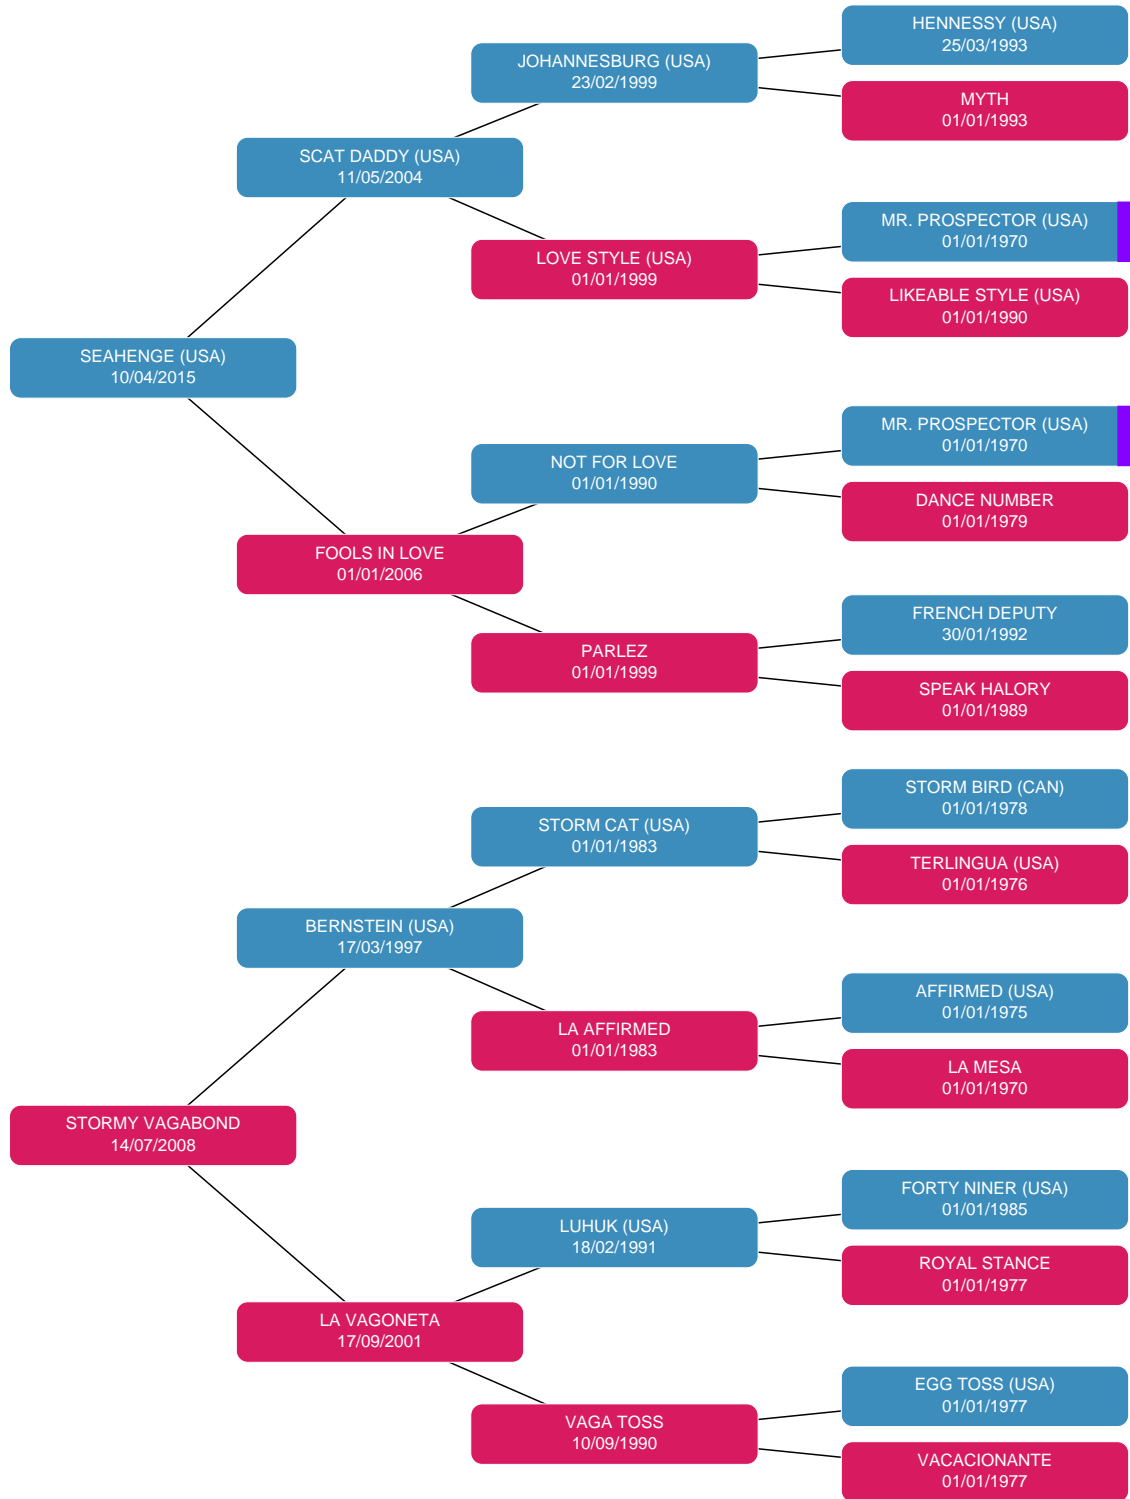 HENNESSY (USA)
25/03/1993
JOHANNESBURG (USA)
23/02/1999
MYTH
01/01/1993
SCAT DADDY (USA)
11/05/2004
MR. PROSPECTOR (USA)
01/01/1970
LOVE STYLE (USA)
01/01/1999
LIKEABLE STYLE (USA)
01/01/1990
SEAHENGE (USA)
10/04/2015
MR. PROSPECTOR (USA)
01/01/1970
NOT FOR LOVE
01/01/1990
DANCE NUMBER
01/01/1979
FOOLS IN LOVE
01/01/2006
FRENCH DEPUTY
30/01/1992
PARLEZ
01/01/1999
SPEAK HALORY
01/01/1989
STORM BIRD (CAN)
01/01/1978
STORM CAT (USA)
01/01/1983
TERLINGUA (USA)
01/01/1976
BERNSTEIN (USA)
17/03/1997
AFFIRMED (USA)
01/01/1975
LA AFFIRMED
01/01/1983
LA MESA
01/01/1970
STORMY VAGABOND
14/07/2008
FORTY NINER (USA)
01/01/1985
LUHUK (USA)
18/02/1991
ROYAL STANCE
01/01/1977
LA VAGONETA
17/09/2001
EGG TOSS (USA)
01/01/1977
VAGA TOSS
10/09/1990
VACACIONANTE
01/01/1977